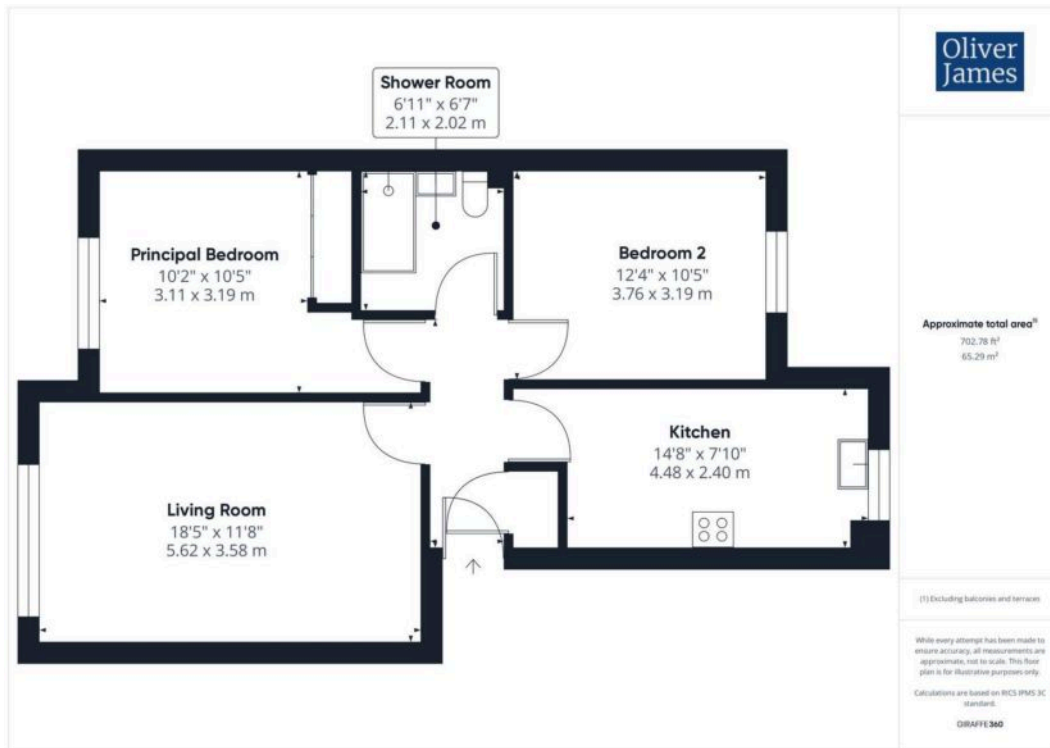 Shower Room
6'11" x 6'7"
2.11 x 2.02 m
Principal Bedroom
10'2" x 10'5"
3.11 x 3.19 m
Bedroom 2
12'4" x 10'5"
3.76 x 3.19 m
Kitchen
14'8" x 7'10"
4.48 x 2.40 m
Living Room
18'5" x 11'8"
5.62 x 3.58 m
Oliver
James
Approximate total area⁽¹⁾
702.78 ft²
65.29 m²
(1) Excluding balconies and terraces
While every attempt has been made to
ensure accuracy, all measurements are
approximate, not to scale. This floor
plan is for illustrative purposes only.
Calculations are based on RICS IPMS 3C
standard.
GIRAFFE360